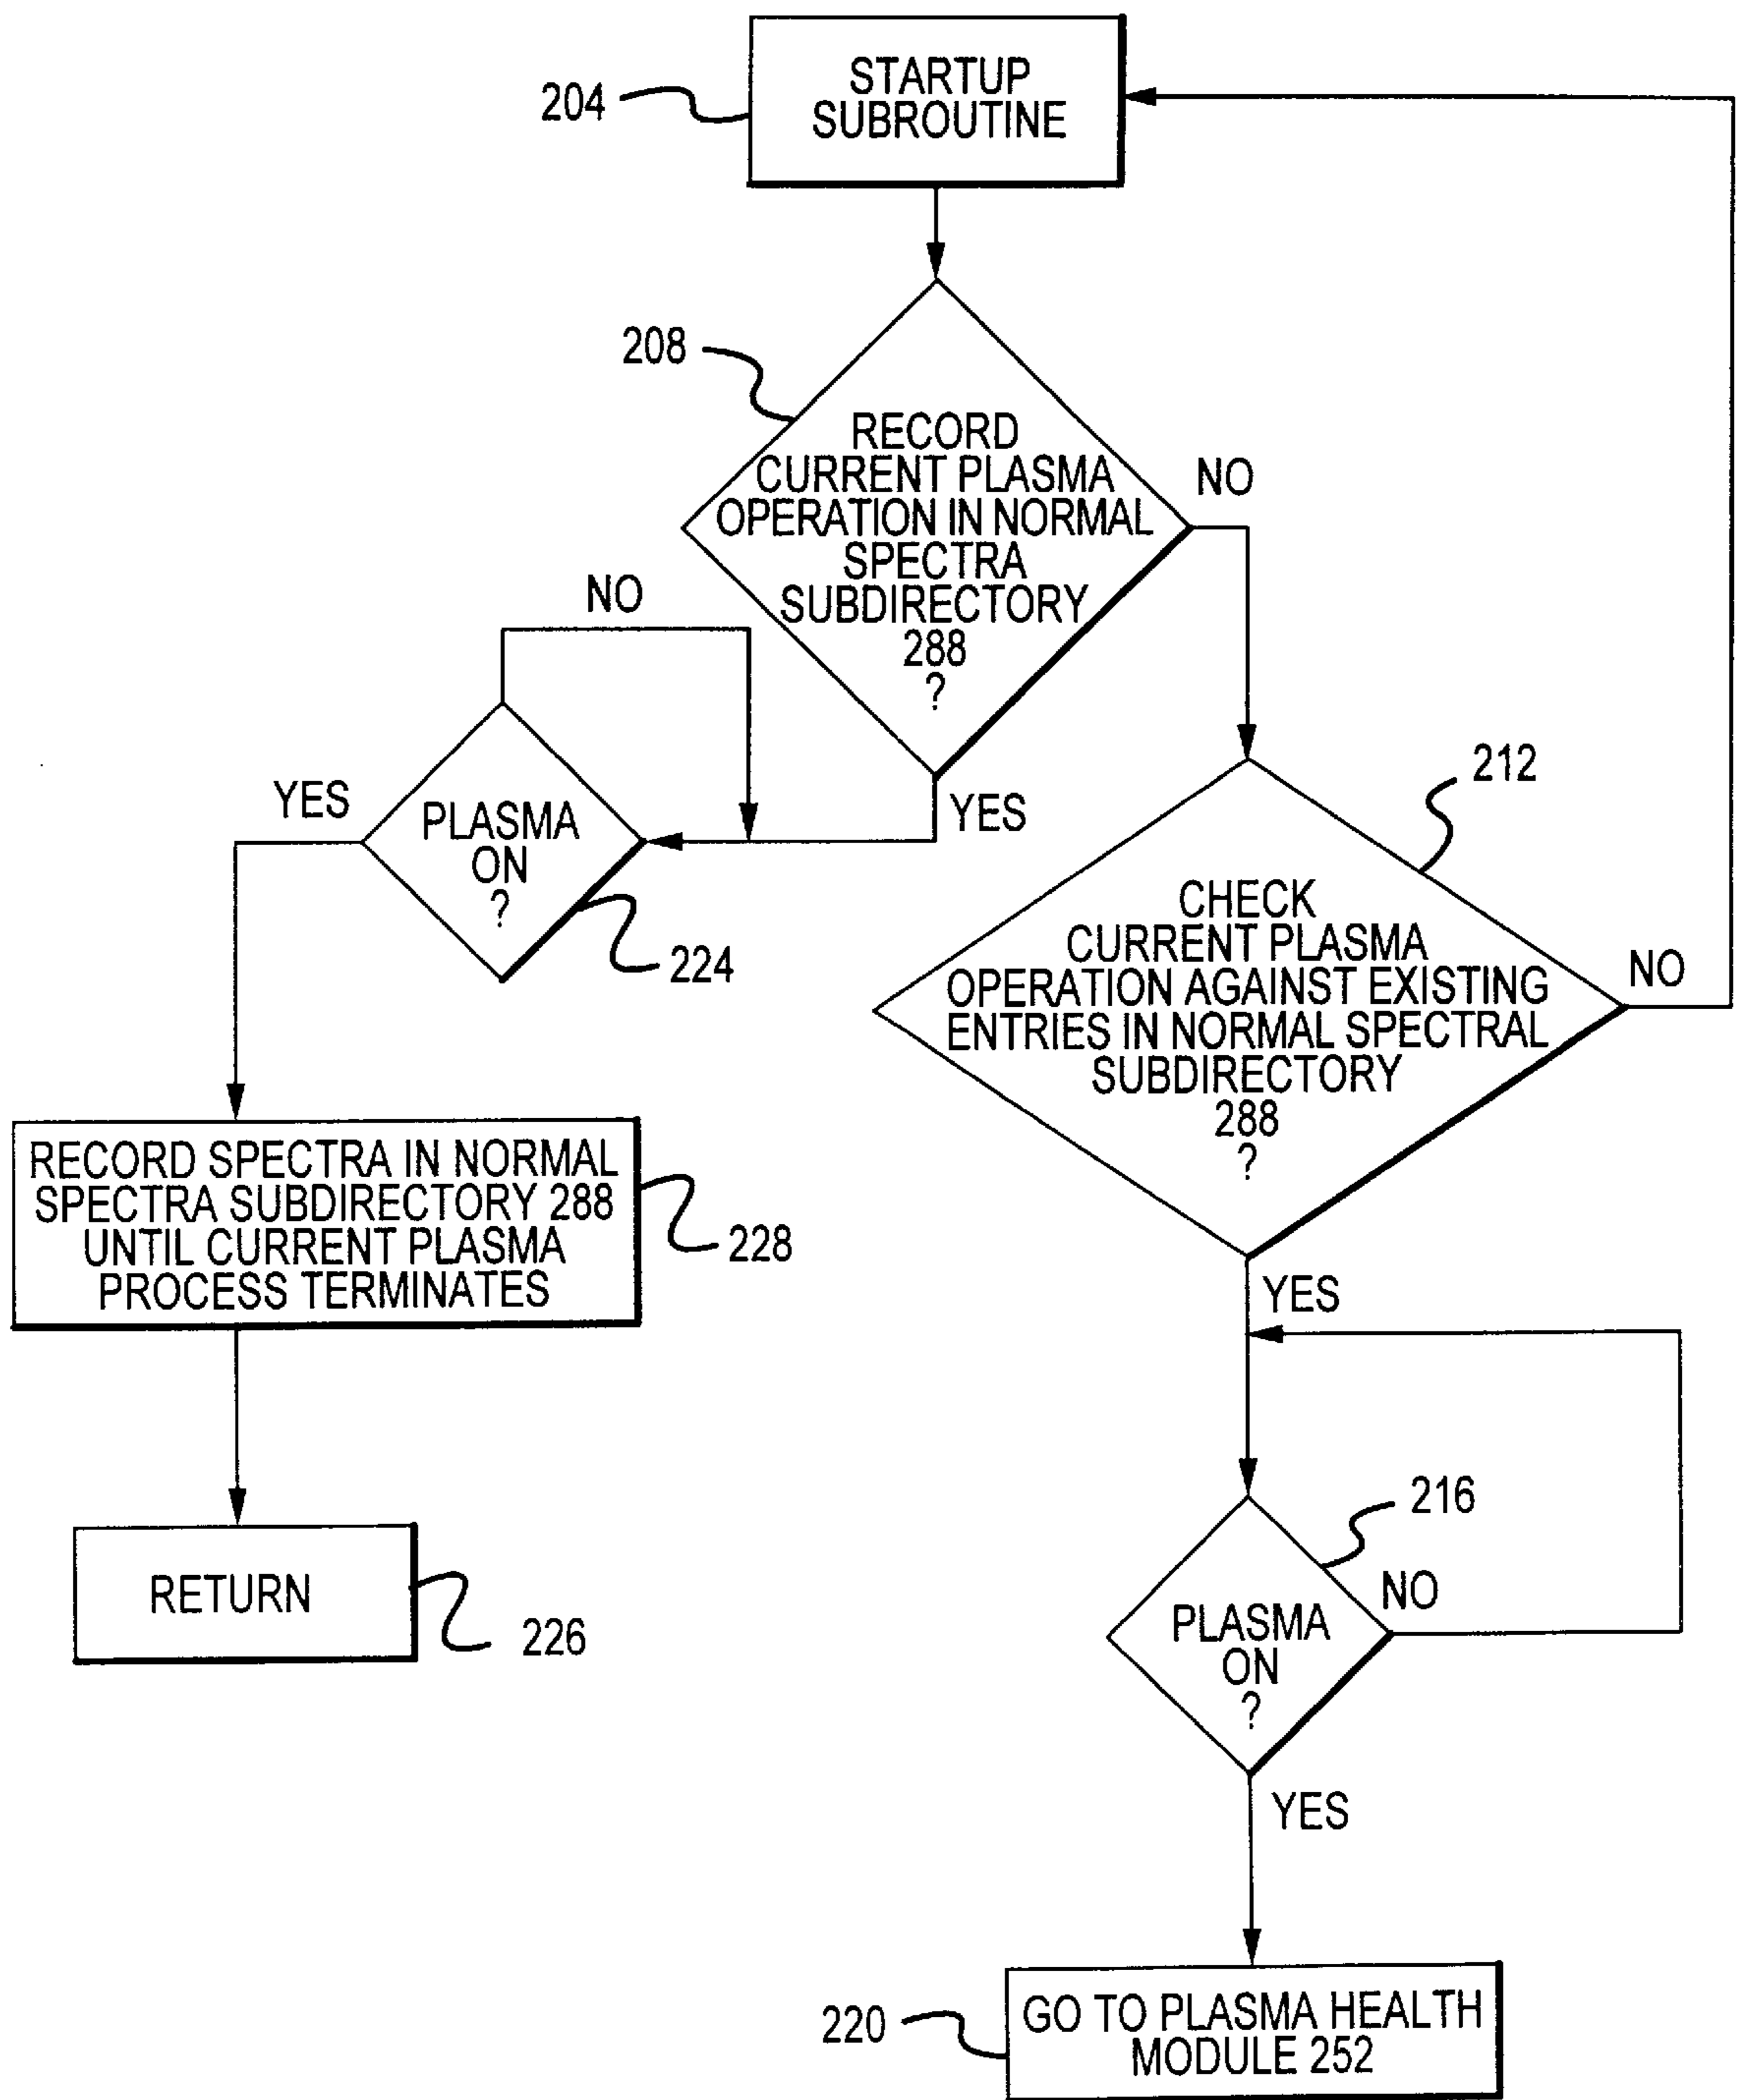 STARTUP
SUBROUTINE
204
208
RECORD
CURRENT PLASMA
OPERATION IN NORMAL
SPECTRA
SUBDIRECTORY
288
?
NO
NO
YES
YES
PLASMA
ON
?
224
212
CHECK
CURRENT PLASMA
OPERATION AGAINST EXISTING
ENTRIES IN NORMAL SPECTRAL
SUBDIRECTORY
288
?
NO
YES
RECORD SPECTRA IN NORMAL
SPECTRA SUBDIRECTORY 288
UNTIL CURRENT PLASMA
PROCESS TERMINATES
228
RETURN
226
216
PLASMA
ON
?
NO
YES
220
GO TO PLASMA HEALTH
MODULE 252